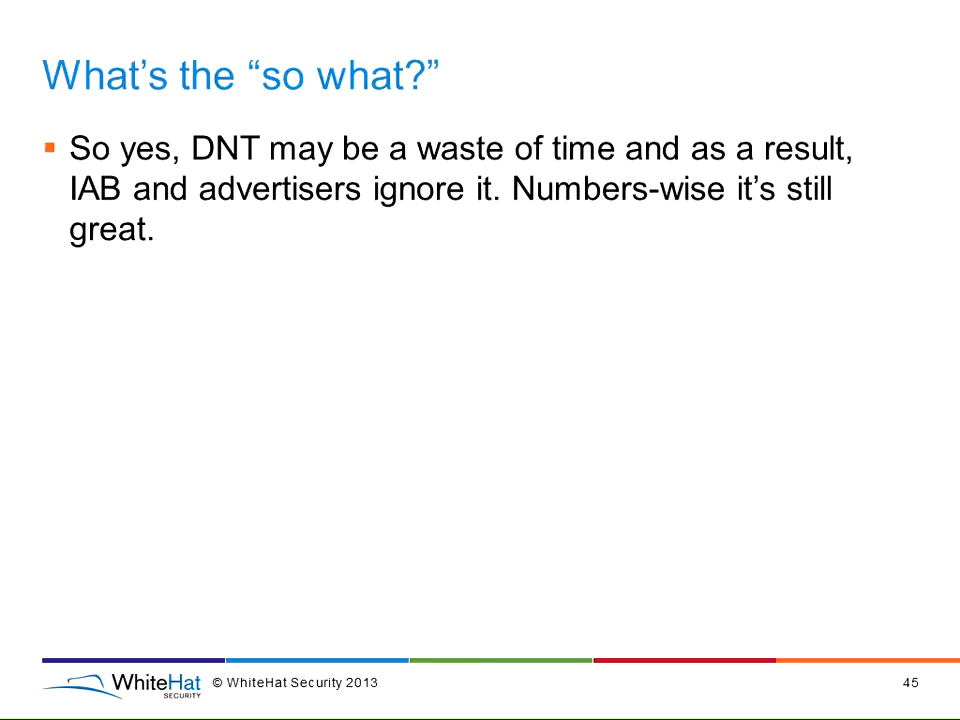 What’s the “so what?”
▪ So yes, DNT may be a waste of time and as a result,
IAB and advertisers ignore it. Numbers-wise it’s still
great.
WhiteHat
SECURITY
© WhiteHat Security 2013
45